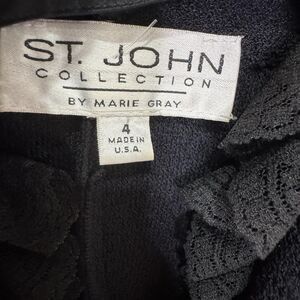 ST. JOHN
COLLECTION
BY MARIE GRAY
4
MADE IN
U.S.A.